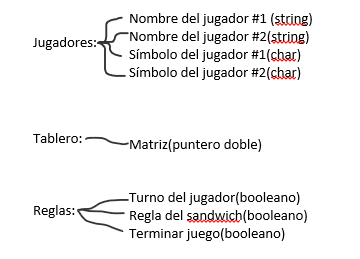 Jugadores:
Nombre del jugador #1 (string)
Nombre del jugador #2(string)
Símbolo del jugador #1(char)
Símbolo del jugador #2(char)
Tablero:
Matriz(puntero doble)
Reglas:
Turno del jugador(booleano)
Regla del sandwich(booleano)
Terminar juego(booleano)